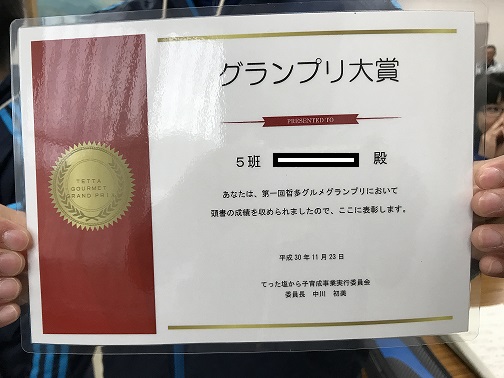 グランプリ大賞
PRESENTED TO
5班 殿
TETTA
GOURMET
GRAND PRIX
あなたは、第一回哲多グルメグランプリにおいて
頭書の成績を収められましたので、ここに表彰します。
平成30年11月23日
てった塩から子育成事業実行委員会
委員長 中川 初美